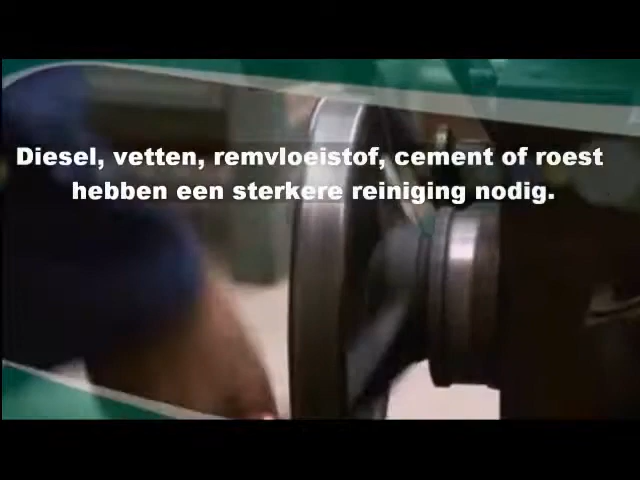 Diesel, vetten, remvloeistof, cement of roest
hebben een sterkere reiniging nodig.